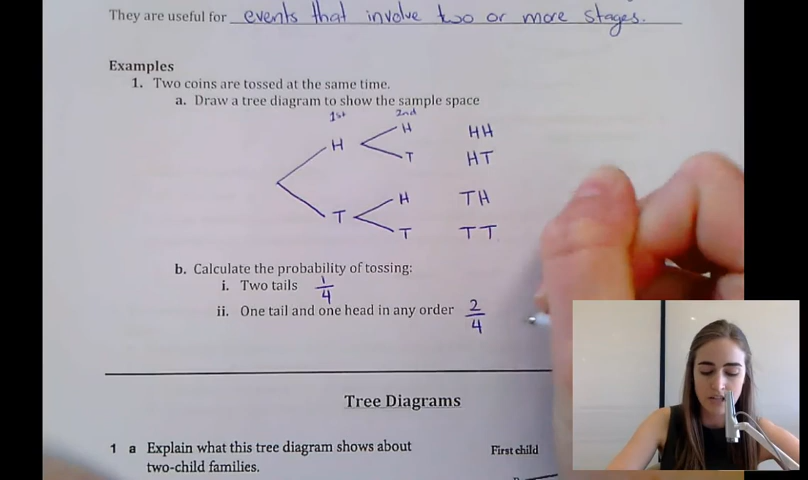 They are useful for events that involve two or more stages.
Examples
1. Two coins are tossed at the same time.
a. Draw a tree diagram to show the sample space
1st 2nd
H
H HH
T HT
T
H TH
T TT
b. Calculate the probability of tossing:
i. Two tails 1/4
ii. One tail and one head in any order 2/4
Tree Diagrams
1 a Explain what this tree diagram shows about First child
two-child families.